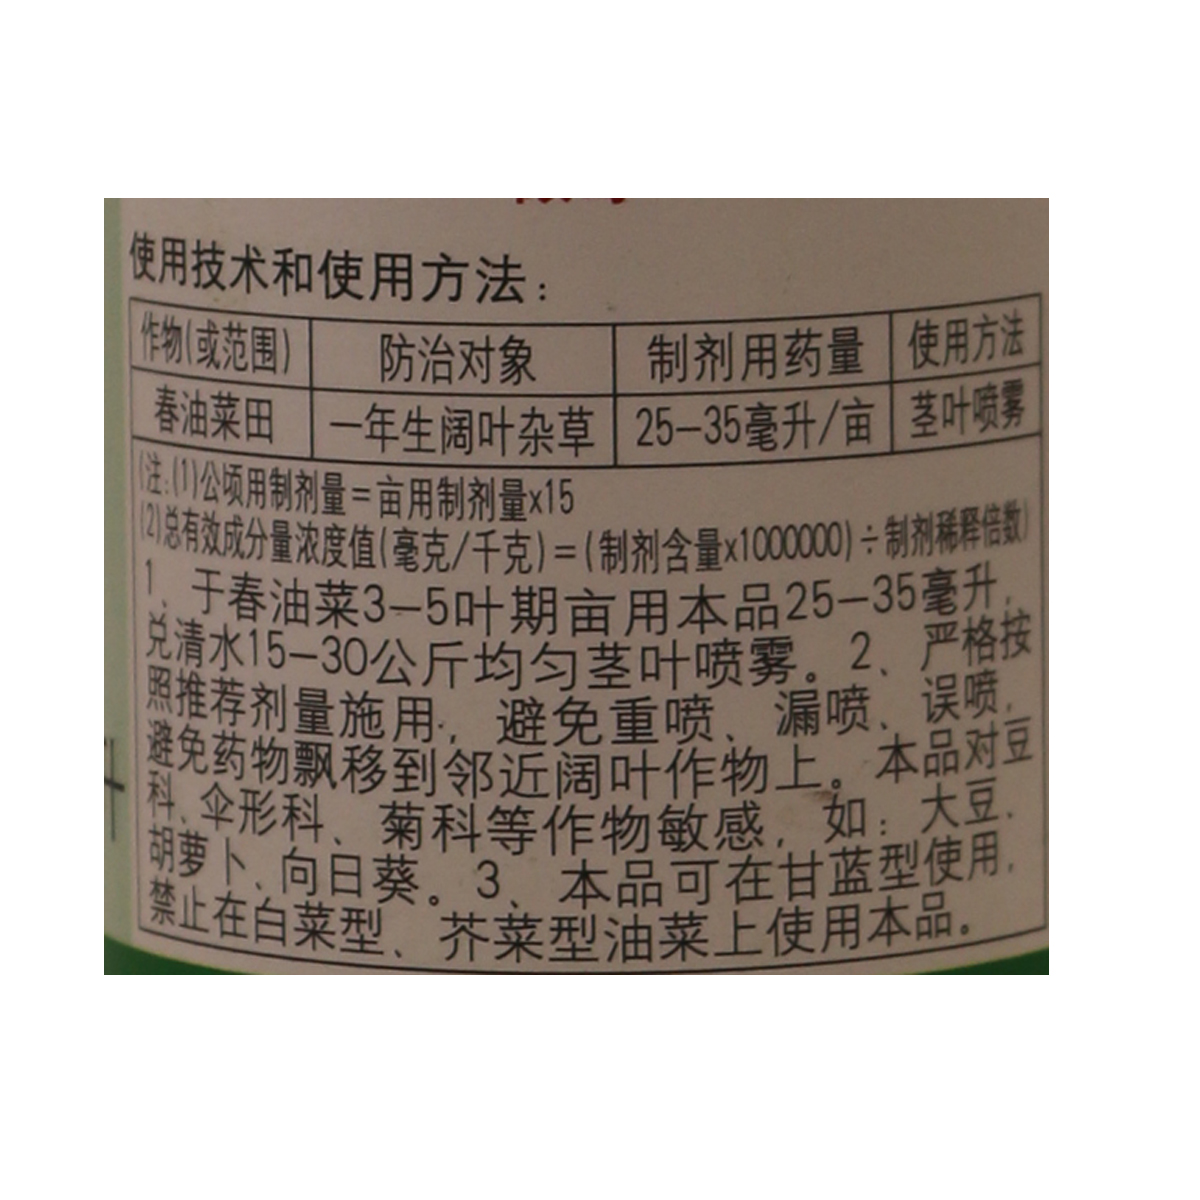 使用技术和使用方法:
作物(或范围) 防治对象 制剂用药量 使用方法
春油菜田 一年生阔叶杂草 25-35毫升/亩 茎叶喷雾
(注:(1)公顷用制剂量=亩用制剂量x15
(2)总有效成分量浓度值(毫克/千克)=(制剂含量x1000000)÷制剂稀释倍数)
1、于春油菜3-5叶期亩用本品25-35毫升,
兑清水15-30公斤均匀茎叶喷雾。2、严格按
照推荐剂量施用,避免重喷、漏喷、误喷,
避免药物飘移到邻近阔叶作物上。本品对豆
科、伞形科、菊科等作物敏感,如:大豆、
胡萝卜、向日葵。3、本品可在甘蓝型使用,
禁止在白菜型、芥菜型油菜上使用本品。